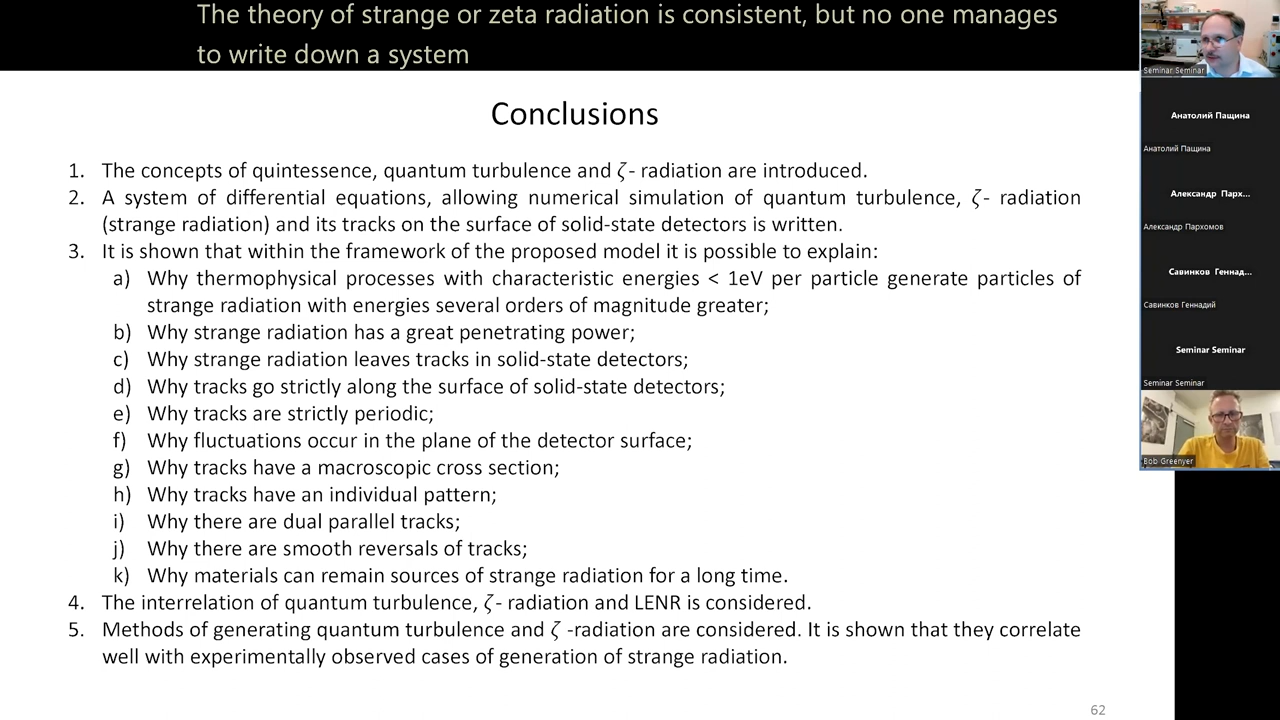 The theory of strange or zeta radiation is consistent, but no one manages
to write down a system
Conclusions
1. The concepts of quintessence, quantum turbulence and ζ- radiation are introduced.
2. A system of differential equations, allowing numerical simulation of quantum turbulence, ζ- radiation
(strange radiation) and its tracks on the surface of solid-state detectors is written.
3. It is shown that within the framework of the proposed model it is possible to explain:
a) Why thermophysical processes with characteristic energies < 1eV per particle generate particles of
strange radiation with energies several orders of magnitude greater;
b) Why strange radiation has a great penetrating power;
c) Why strange radiation leaves tracks in solid-state detectors;
d) Why tracks go strictly along the surface of solid-state detectors;
e) Why tracks are strictly periodic;
f) Why fluctuations occur in the plane of the detector surface;
g) Why tracks have a macroscopic cross section;
h) Why tracks have an individual pattern;
i) Why there are dual parallel tracks;
j) Why there are smooth reversals of tracks;
k) Why materials can remain sources of strange radiation for a long time.
4. The interrelation of quantum turbulence, ζ- radiation and LENR is considered.
5. Methods of generating quantum turbulence and ζ -radiation are considered. It is shown that they correlate
well with experimentally observed cases of generation of strange radiation.
62
Seminar Seminar
Анатолий Пащина
Анатолий Пащина
Александр Парх...
Александр Пархомов
Савинков Геннад...
Савинков Геннадий
Seminar Seminar
Seminar Seminar
Bob Greenyer